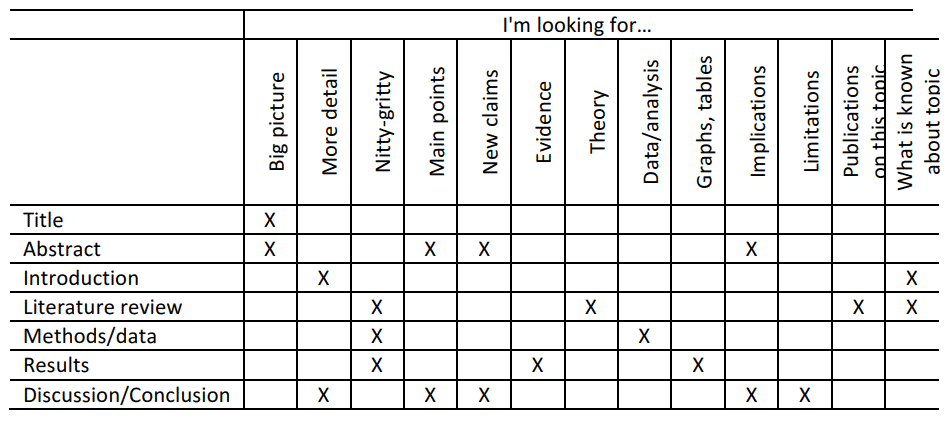 I'm looking for…
Big picture
More detail
Nitty-gritty
Main points
New claims
Evidence
Theory
Data/analysis
Graphs, tables
Implications
Limitations
Publications
on this topic
What is known
about topic
Title X
Abstract X X X X
Introduction X X
Literature review X X X X
Methods/data X X
Results X X X
Discussion/Conclusion X X X X X